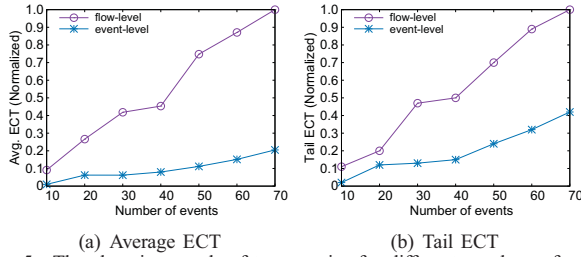 flow-level
event-level
Avg. ECT (Normalized)
1.0
0.9
0.8
0.7
0.6
0.5
0.4
0.3
0.2
0.1
0
10 20 30 40 50 60 70
Number of events
(a) Average ECT
flow-level
event-level
Tail ECT (Normalized)
1.0
0.9
0.8
0.7
0.6
0.5
0.4
0.3
0.2
0.1
0
10 20 30 40 50 60 70
Number of events
(b) Tail ECT